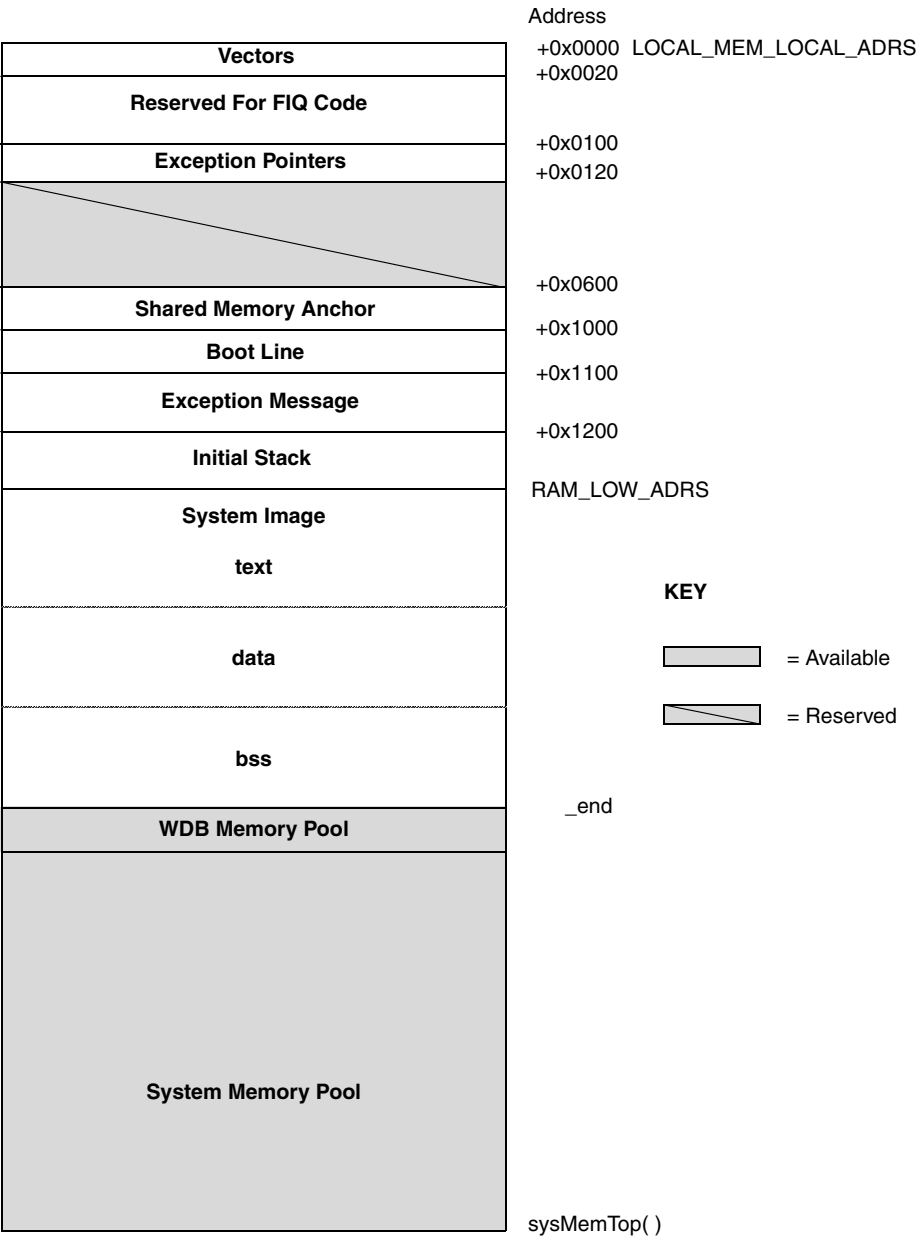 Address
Vectors
+0x0000 LOCAL_MEM_LOCAL_ADRS
+0x0020
Reserved For FIQ Code
+0x0100
Exception Pointers
+0x0120
+0x0600
Shared Memory Anchor
+0x1000
Boot Line
+0x1100
Exception Message
+0x1200
Initial Stack
RAM_LOW_ADRS
System Image
text
KEY
data
= Available
= Reserved
bss
_end
WDB Memory Pool
System Memory Pool
sysMemTop( )